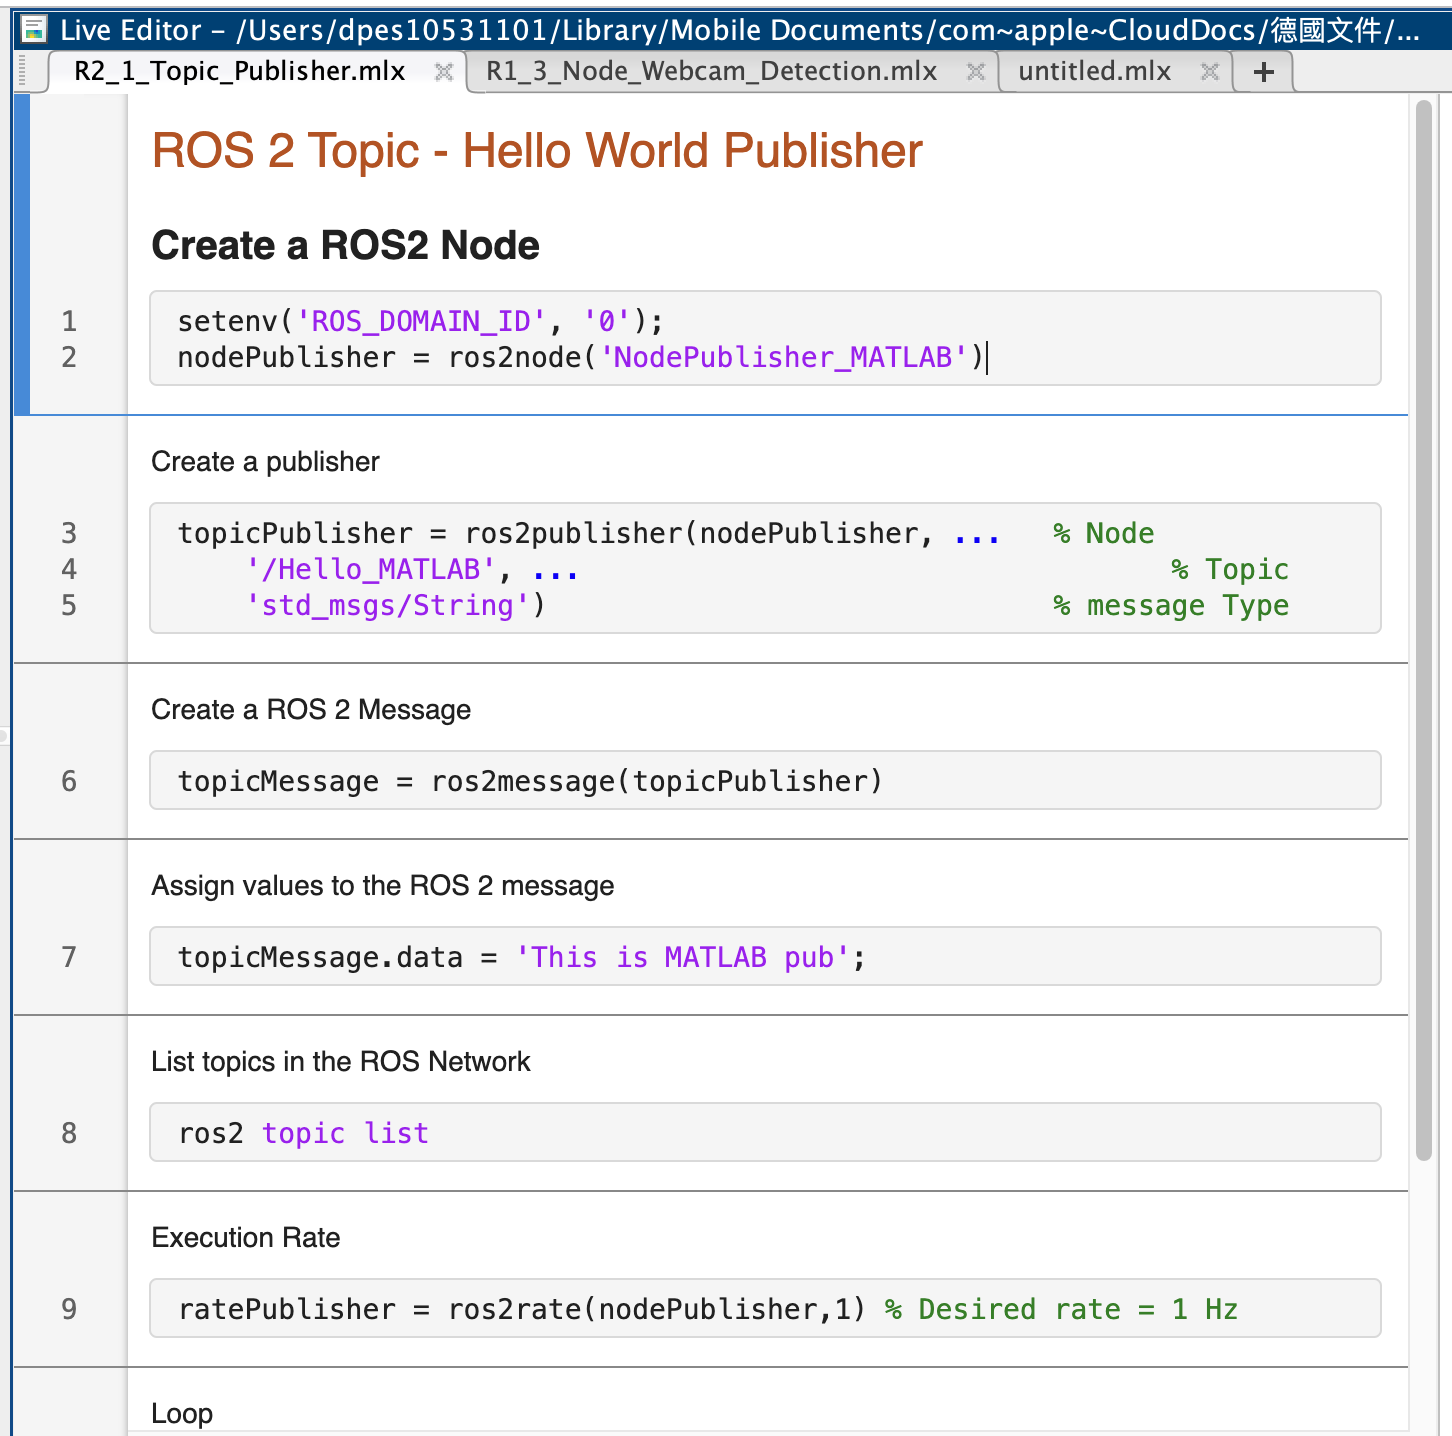 Live Editor – /Users/dpes10531101/Library/Mobile Documents/com~apple~CloudDocs/德國文件/...
R2_1_Topic_Publisher.mlx R1_3_Node_Webcam_Detection.mlx untitled.mlx +
ROS 2 Topic - Hello World Publisher
Create a ROS2 Node
1 setenv('ROS_DOMAIN_ID', '0');
2 nodePublisher = ros2node('NodePublisher_MATLAB')
Create a publisher
3 topicPublisher = ros2publisher(nodePublisher, ... % Node
4 '/Hello_MATLAB', ... % Topic
5 'std_msgs/String') % message Type
Create a ROS 2 Message
6 topicMessage = ros2message(topicPublisher)
Assign values to the ROS 2 message
7 topicMessage.data = 'This is MATLAB pub';
List topics in the ROS Network
8 ros2 topic list
Execution Rate
9 ratePublisher = ros2rate(nodePublisher,1) % Desired rate = 1 Hz
Loop